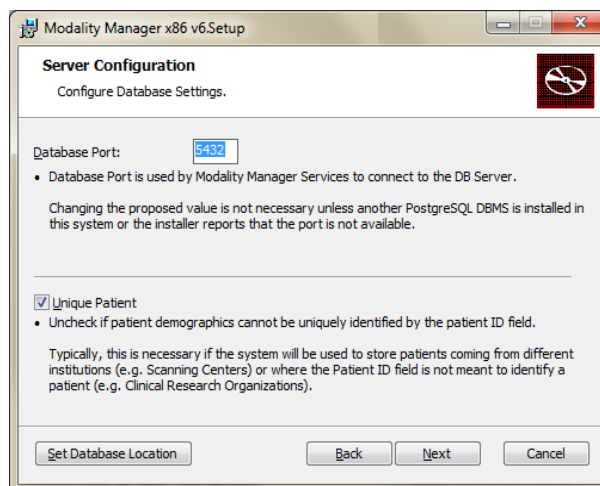 Modality Manager x86 v6.Setup
Server Configuration
Configure Database Settings.
Database Port:
5432
• Database Port is used by Modality Manager Services to connect to the DB Server.
Changing the proposed value is not necessary unless another PostgreSQL DBMS is installed in
this system or the installer reports that the port is not available.
Unique Patient
• Uncheck if patient demographics cannot be uniquely identified by the patient ID field.
Typically, this is necessary if the system will be used to store patients coming from different
institutions (e.g. Scanning Centers) or where the Patient ID field is not meant to identify a
patient (e.g. Clinical Research Organizations).
Set Database Location
Back
Next
Cancel